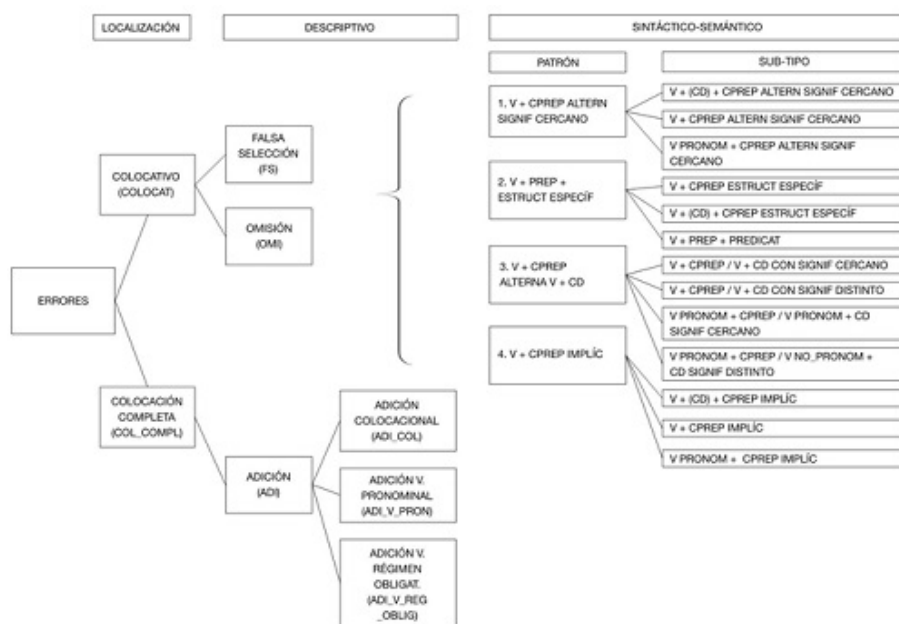 LOCALIZACIÓN
DESCRIPTIVO
SINTÁCTICO-SEMÁNTICO
PATRÓN
SUB-TIPO
ERRORES
COLOCATIVO
(COLOCAT)
COLOCACIÓN
COMPLETA
(COL_COMPL)
FALSA
SELECCIÓN
(FS)
OMISIÓN
(OMI)
ADICIÓN
(ADI)
ADICIÓN
COLOCACIONAL
(ADI_COL)
ADICIÓN V.
PRONOMINAL
(ADI_V_PRON)
ADICIÓN V.
RÉGIMEN
OBLIGAT.
(ADI_V_REG
_OBLIG)
1. V + CPREP ALTERN
SIGNIF CERCANO
V + (CD) + CPREP ALTERN SIGNIF CERCANO
V + CPREP ALTERN SIGNIF CERCANO
V PRONOM + CPREP ALTERN SIGNIF
CERCANO
2. V + PREP +
ESTRUCT ESPECÍF
V + CPREP ESTRUCT ESPECÍF
V + (CD) + CPREP ESTRUCT ESPECÍF
V + PREP + PREDICAT
3. V + CPREP
ALTERNA V + CD
V + CPREP / V + CD CON SIGNIF CERCANO
V + CPREP / V + CD CON SIGNIF DISTINTO
V PRONOM + CPREP / V PRONOM + CD
SIGNIF CERCANO
V PRONOM + CPREP / V NO_PRONOM +
CD SIGNIF DISTINTO
4. V + CPREP IMPLÍC
V + (CD) + CPREP IMPLÍC
V + CPREP IMPLÍC
V PRONOM + CPREP IMPLÍC